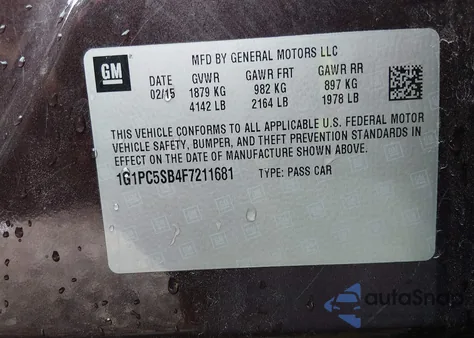 GM
MFD BY GENERAL MOTORS LLC
DATE GVWR GAWR FRT GAWR RR
02/15 1879 KG 982 KG 897 KG
4142 LB 2164 LB 1978 LB
THIS VEHICLE CONFORMS TO ALL APPLICABLE U.S. FEDERAL MOTOR
VEHICLE SAFETY, BUMPER, AND THEFT PREVENTION STANDARDS IN
EFFECT ON THE DATE OF MANUFACTURE SHOWN ABOVE.
1G1PC5SB4F7211681 TYPE: PASS CAR
autoSnap